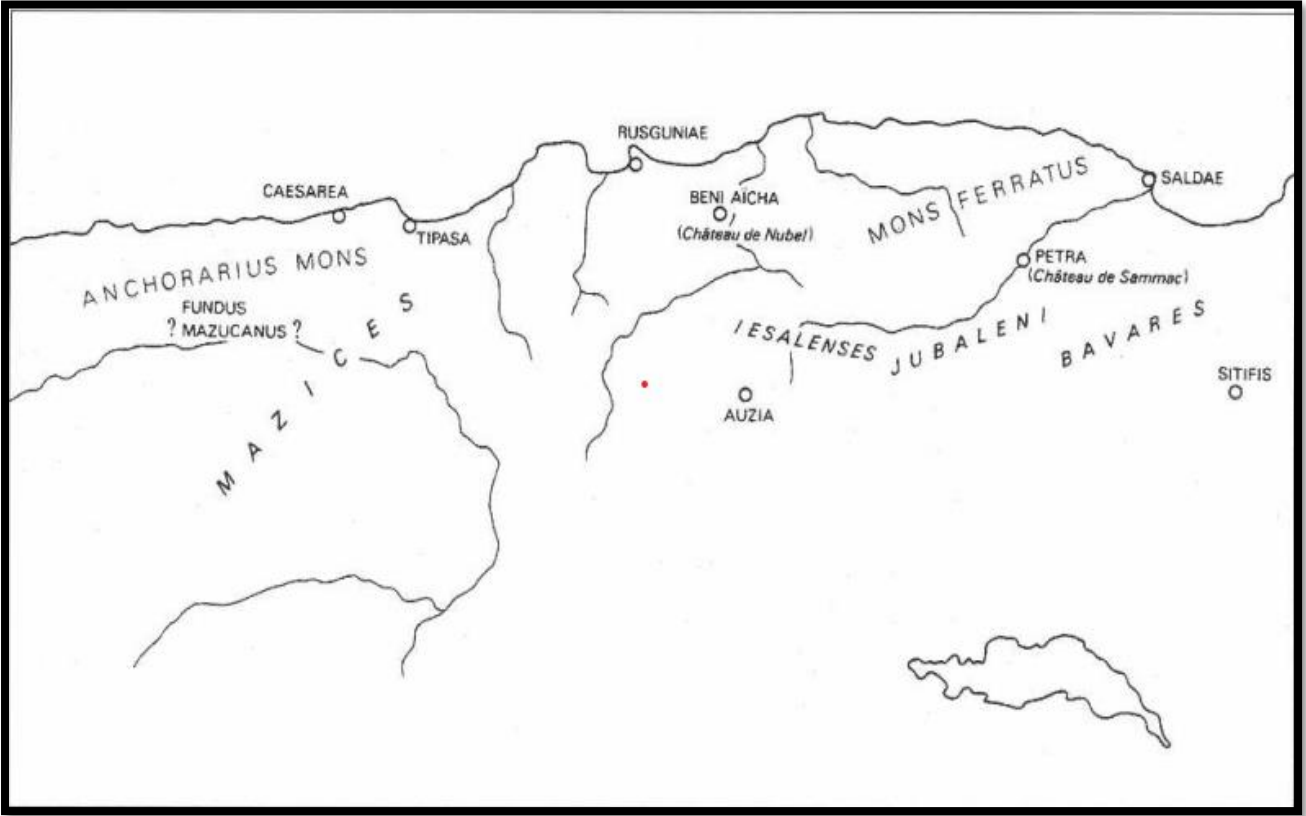 RUSGUNIAE
CAESAREA
TIPASA
BENI AÏCHA
(Château de Nubel)
MONS FERRATUS
SALDAE
PETRA
(Château de Sammac)
ANCHORARIUS MONS
FUNDUS
? MAZUCANUS ?
MAZICES
IESALENSES
JUBALENI
BAVARES
SITIFIS
AUZIA